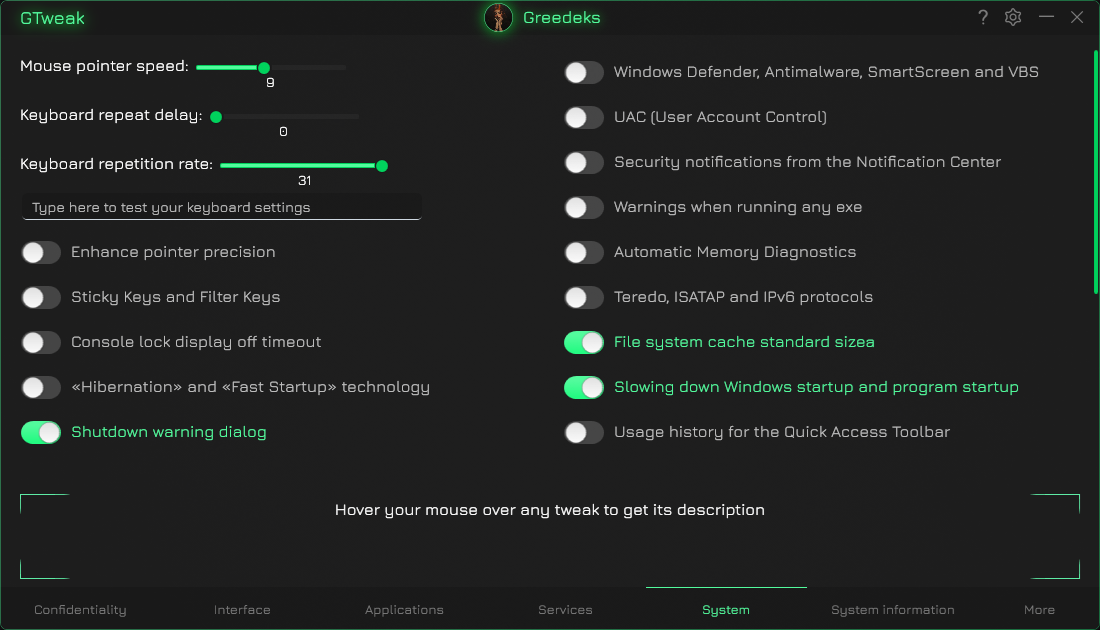 GTweak
Greedeks
?
Mouse pointer speed:
9
Keyboard repeat delay:
0
Keyboard repetition rate:
31
Type here to test your keyboard settings
Enhance pointer precision
Sticky Keys and Filter Keys
Console lock display off timeout
«Hibernation» and «Fast Startup» technology
Shutdown warning dialog
Windows Defender, Antimalware, SmartScreen and VBS
UAC (User Account Control)
Security notifications from the Notification Center
Warnings when running any exe
Automatic Memory Diagnostics
Teredo, ISATAP and IPv6 protocols
File system cache standard sizea
Slowing down Windows startup and program startup
Usage history for the Quick Access Toolbar
Hover your mouse over any tweak to get its description
Confidentiality
Interface
Applications
Services
System
System information
More